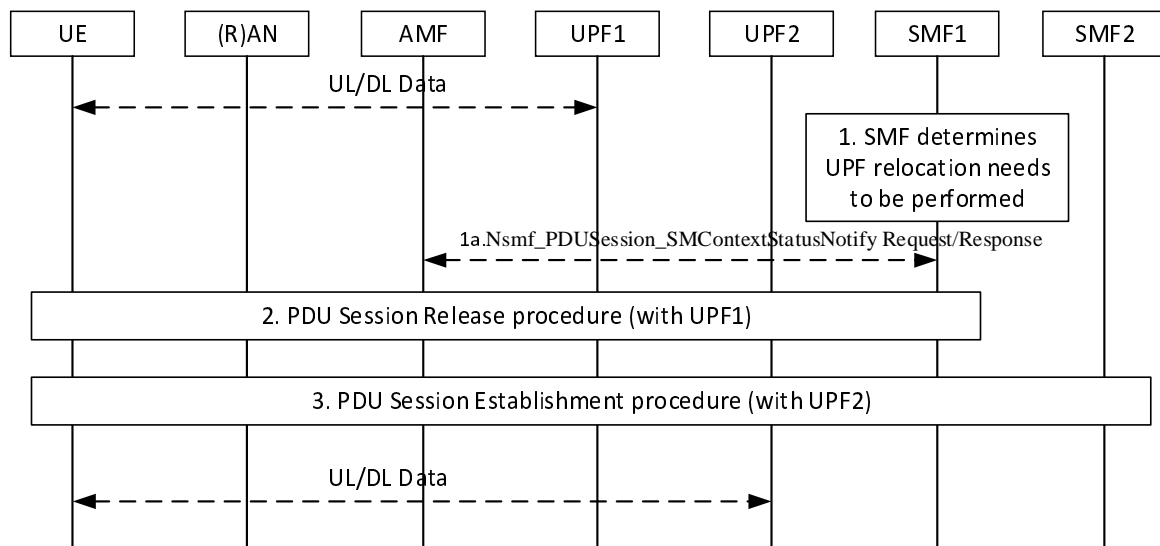 UE (R)AN AMF UPF1 UPF2 SMF1 SMF2
UL/DL Data
1. SMF determines
UPF relocation needs
to be performed
1a.Nsmf_PDUSession_SMContextStatusNotify Request/Response
2. PDU Session Release procedure (with UPF1)
3. PDU Session Establishment procedure (with UPF2)
UL/DL Data